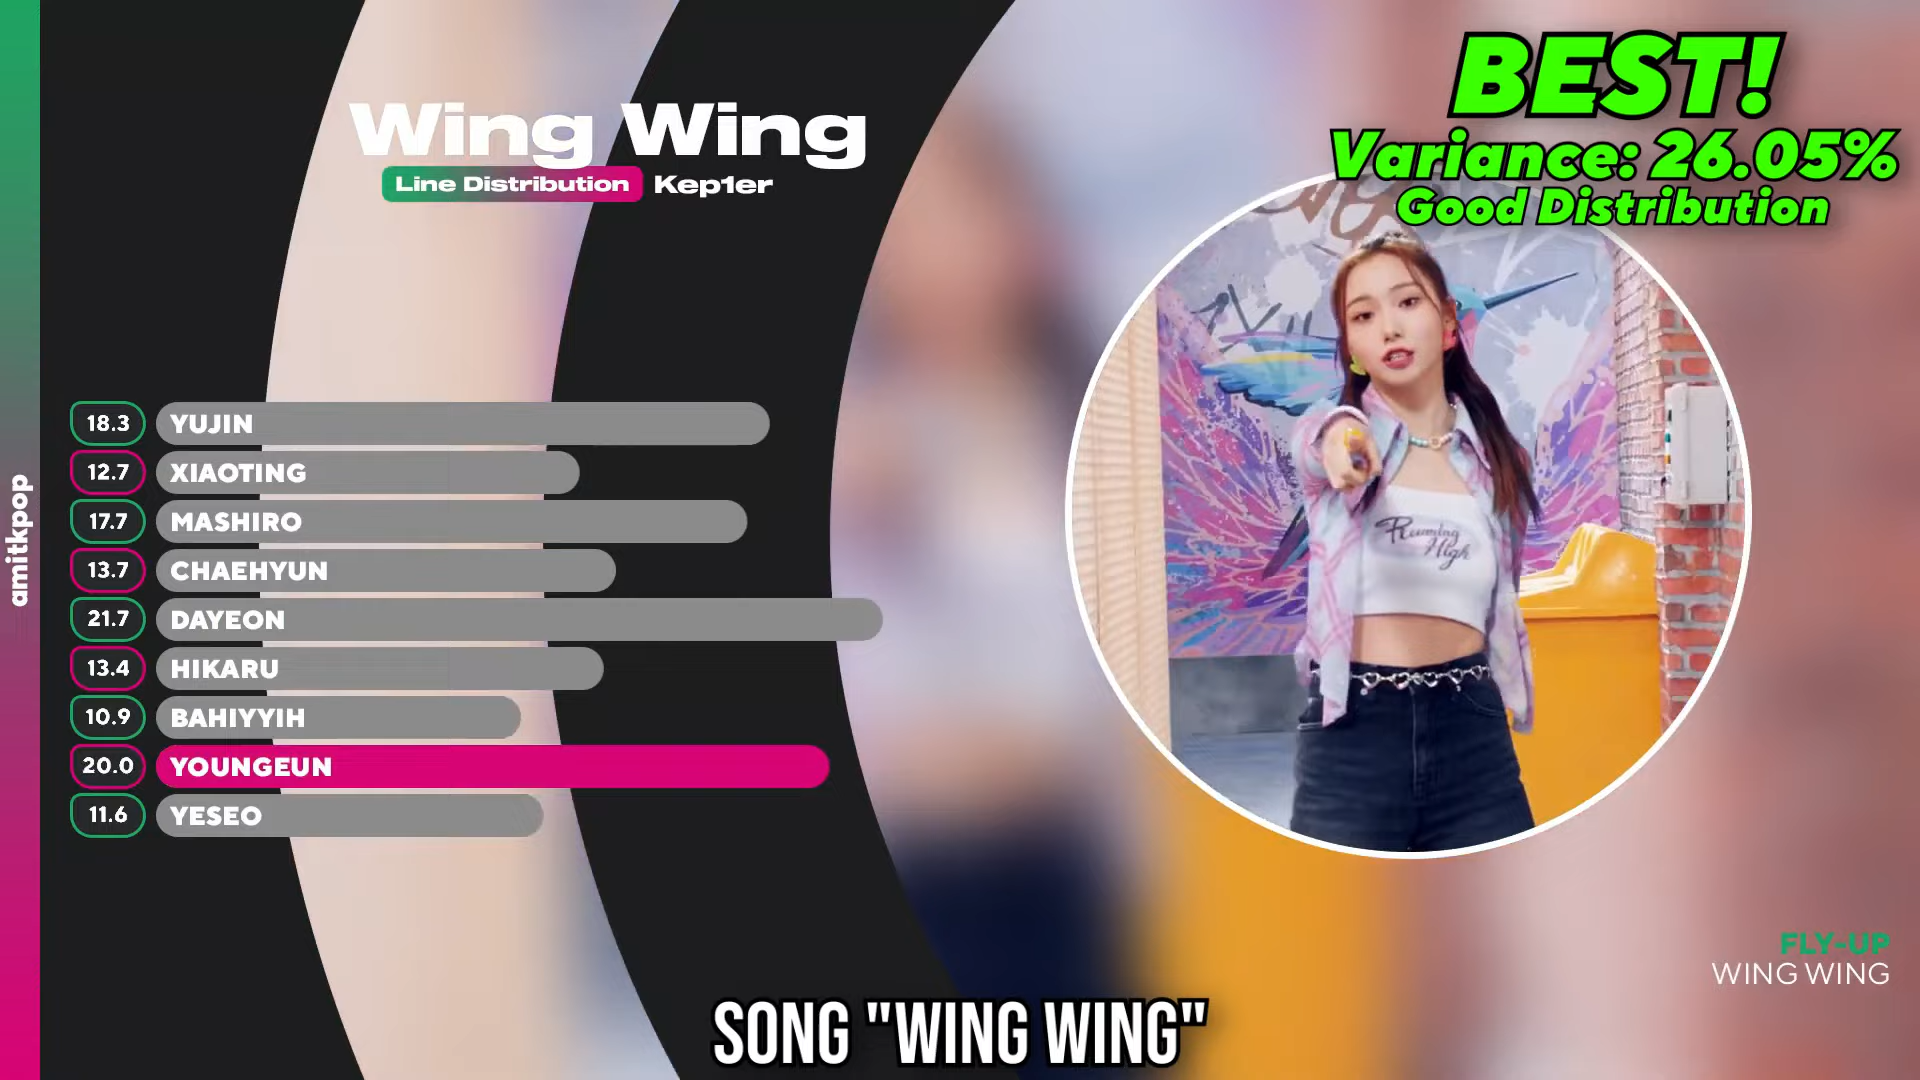 BEST!
Variance: 26.05%
Good Distribution
Wing Wing
Line Distribution Kep1er
18.3 YUJIN
12.7 XIAOTING
17.7 MASHIRO
13.7 CHAEHYUN
21.7 DAYEON
13.4 HIKARU
10.9 BAHIYYIH
20.0 YOUNGEUN
11.6 YESEO
amitkpop
Running
High
FLY-UP
WING WING
SONG "WING WING"